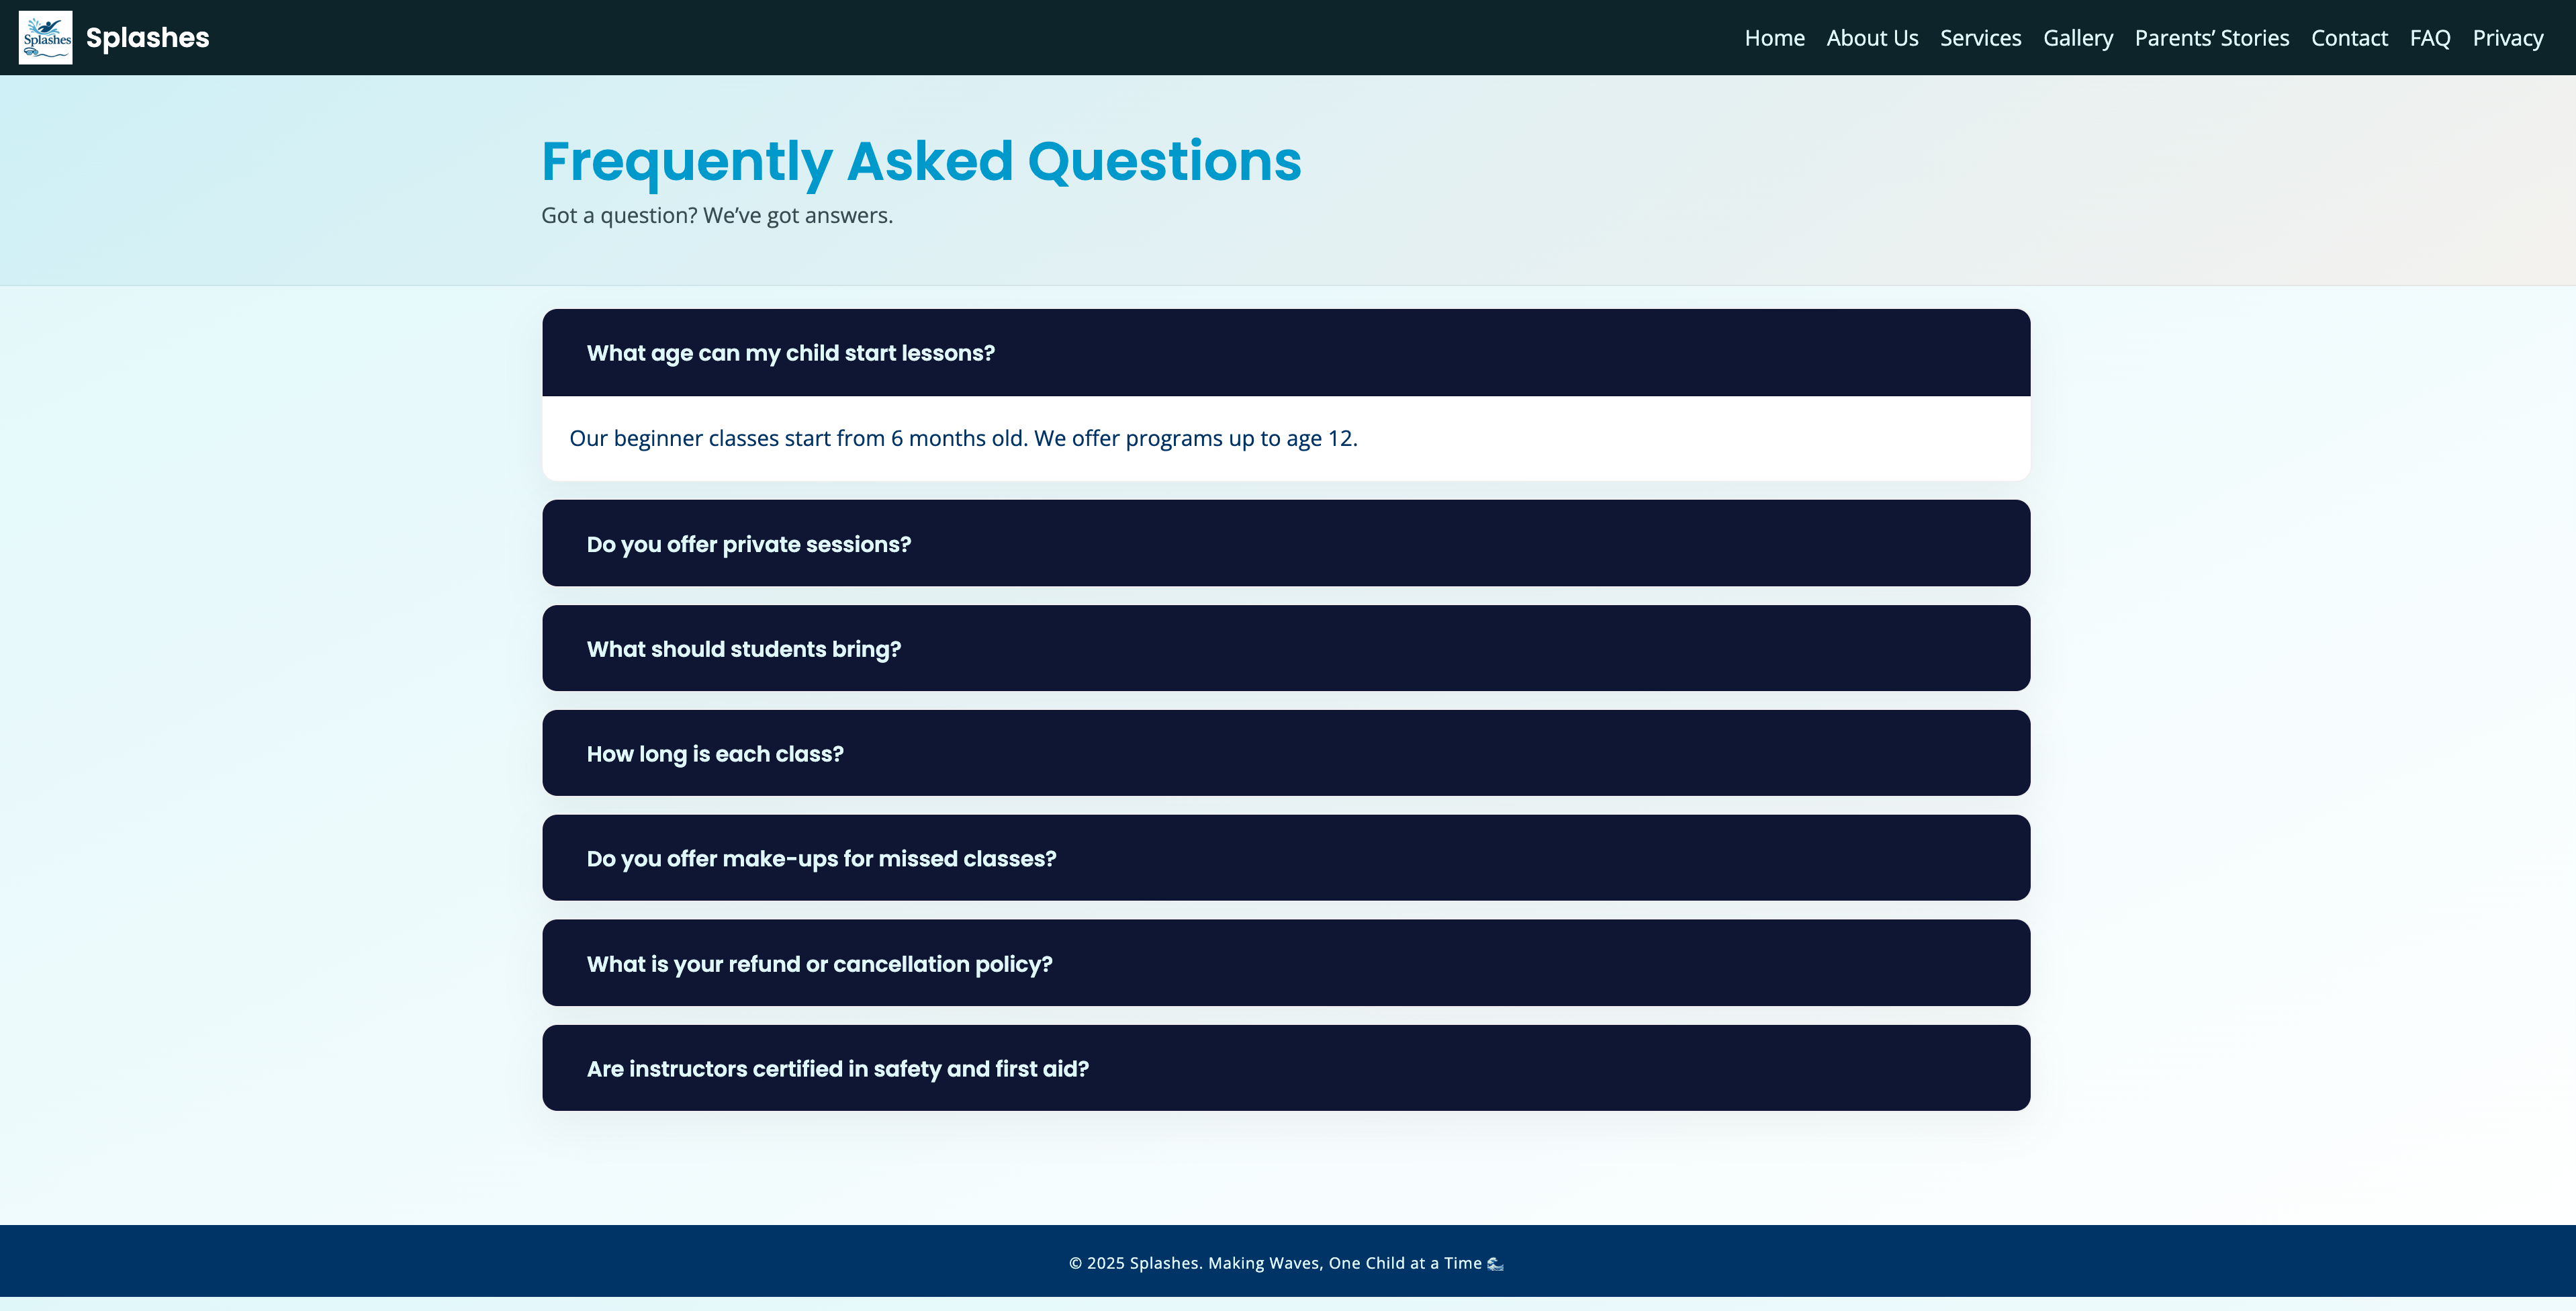 Splashes
Splashes
Home About Us Services Gallery Parents’ Stories Contact FAQ Privacy
Frequently Asked Questions
Got a question? We’ve got answers.
What age can my child start lessons?
Our beginner classes start from 6 months old. We offer programs up to age 12.
Do you offer private sessions?
What should students bring?
How long is each class?
Do you offer make-ups for missed classes?
What is your refund or cancellation policy?
Are instructors certified in safety and first aid?
© 2025 Splashes. Making Waves, One Child at a Time 🌊